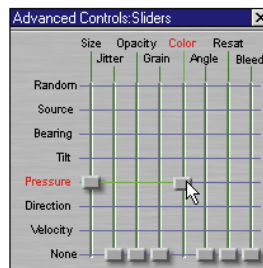 Advanced Controls:Sliders
Size Opacity Color Resat
Jitter Grain Angle Bleed
Random
Source
Bearing
Tilt
Pressure
Direction
Velocity
None